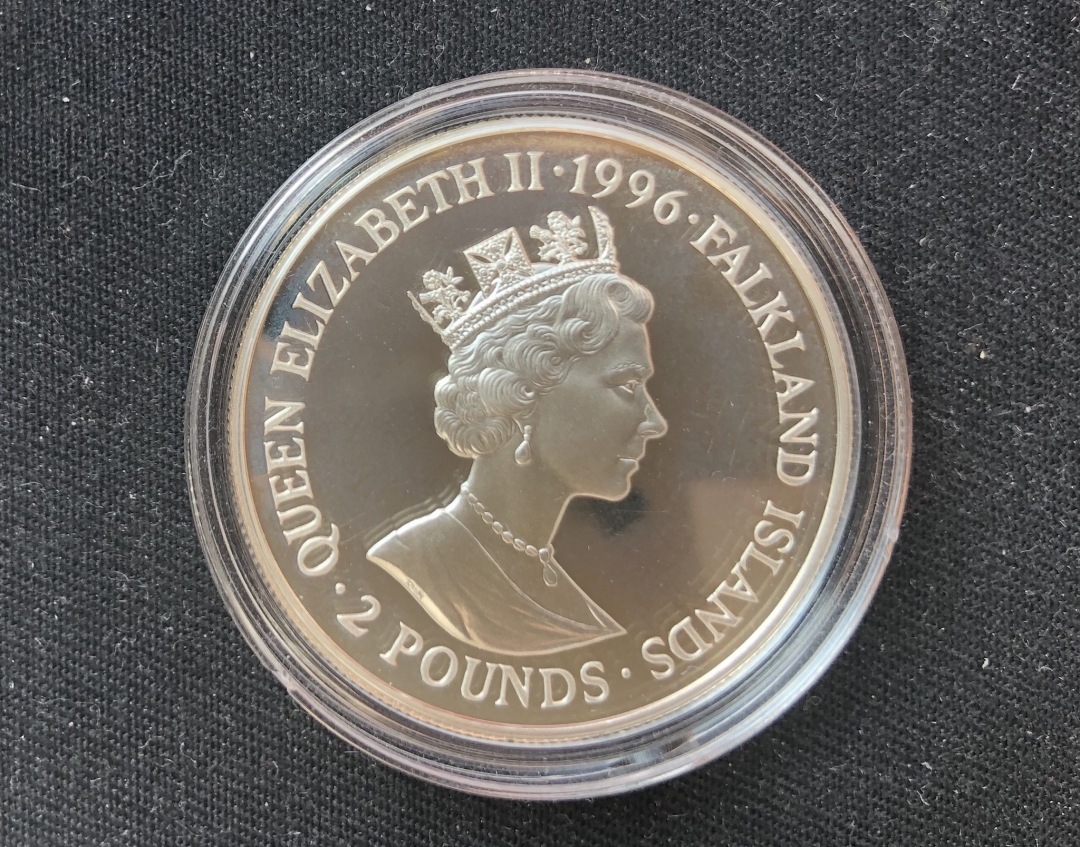 QUEEN ELIZABETH II · 1996 · FALKLAND ISLANDS · 2 POUNDS ·